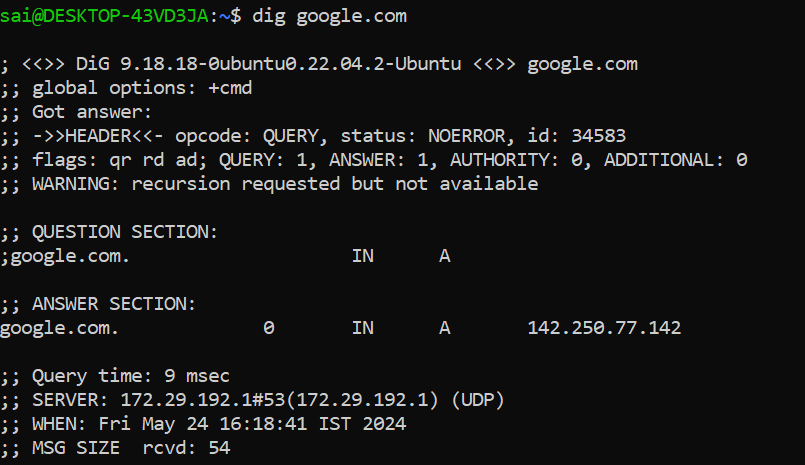 sai@DESKTOP-43VD3JA:~$ dig google.com
; <<>> DiG 9.18.18-0ubuntu0.22.04.2-Ubuntu <<>> google.com
;; global options: +cmd
;; Got answer:
;; ->>HEADER<<- opcode: QUERY, status: NOERROR, id: 34583
;; flags: qr rd ad; QUERY: 1, ANSWER: 1, AUTHORITY: 0, ADDITIONAL: 0
;; WARNING: recursion requested but not available
;; QUESTION SECTION:
;google.com. IN A
;; ANSWER SECTION:
google.com. 0 IN A 142.250.77.142
;; Query time: 9 msec
;; SERVER: 172.29.192.1#53(172.29.192.1) (UDP)
;; WHEN: Fri May 24 16:18:41 IST 2024
;; MSG SIZE rcvd: 54